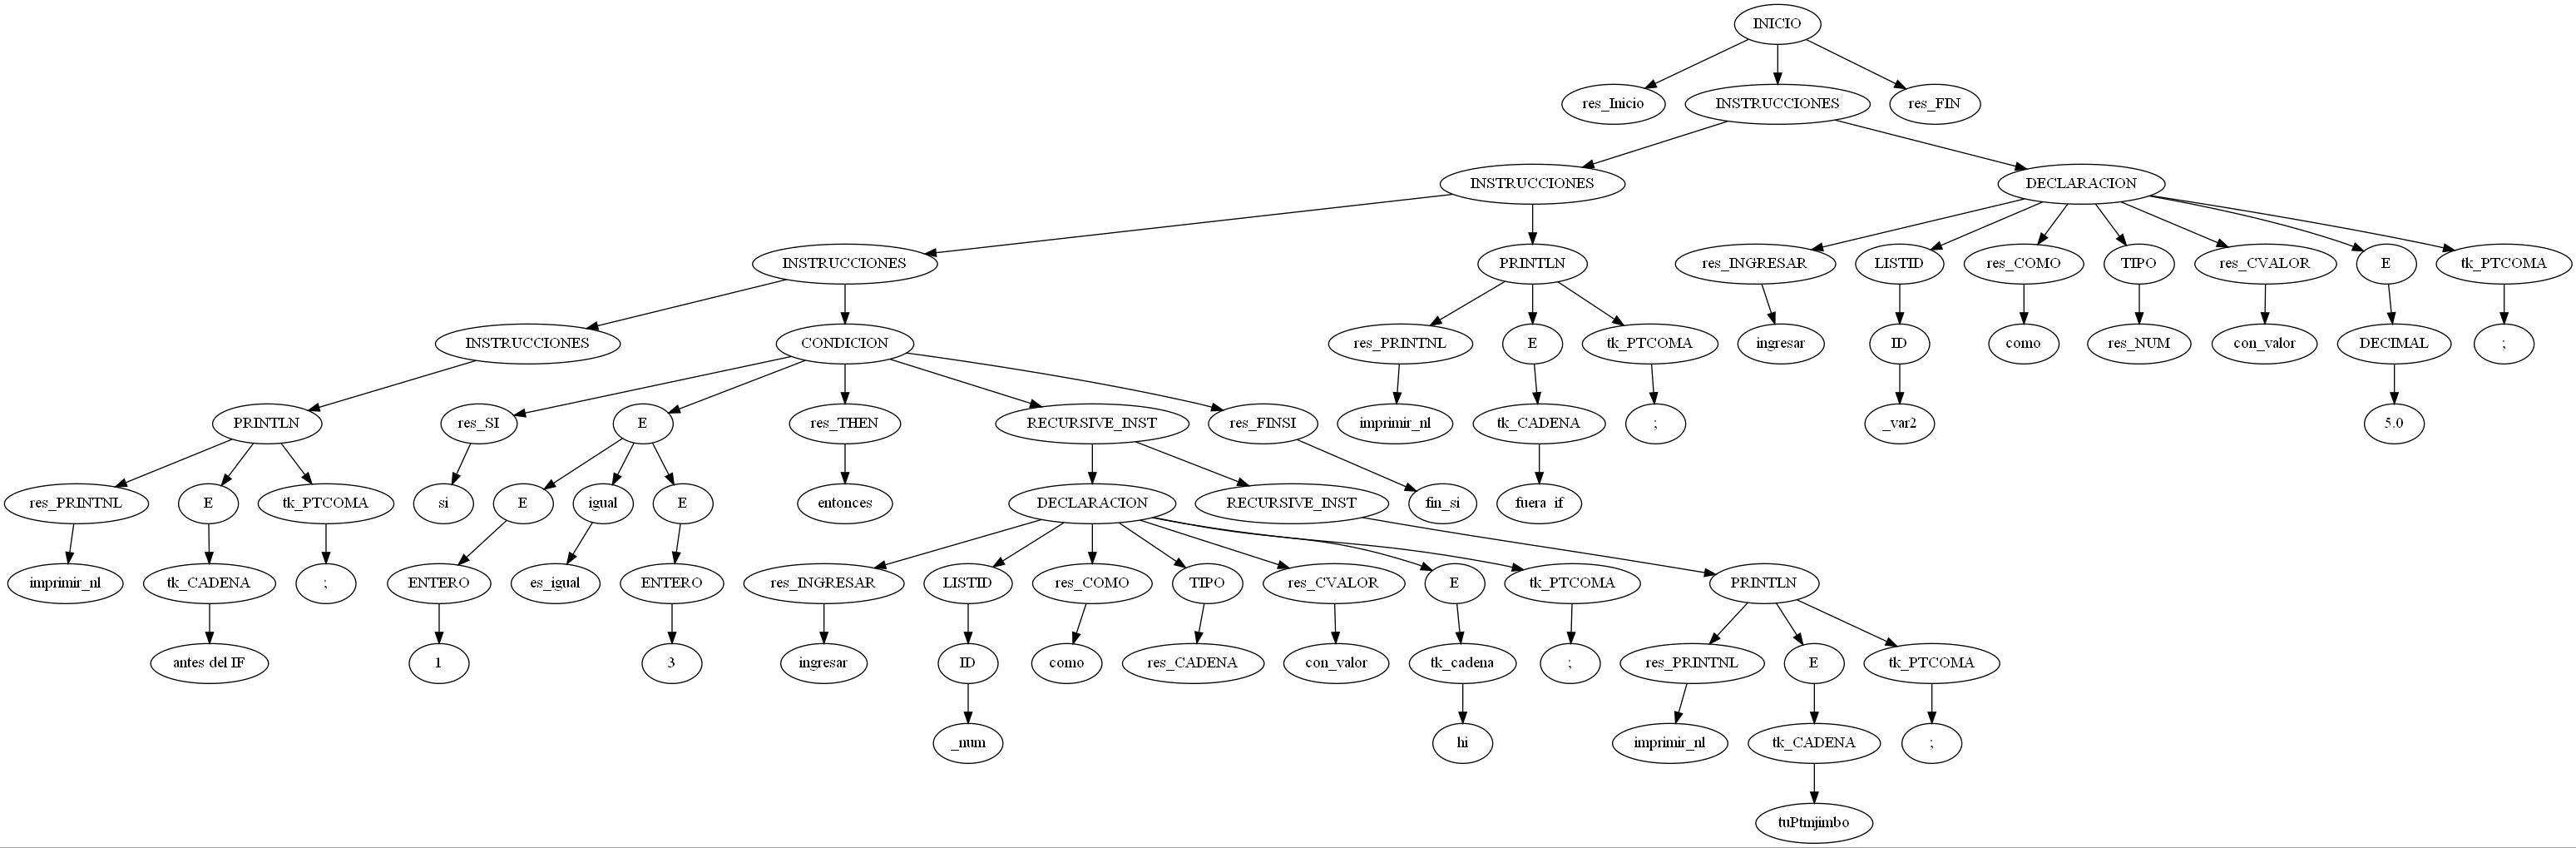 INICIO
res_Inicio INSTRUCCIONES res_FIN
INSTRUCCIONES DECLARACION
INSTRUCCIONES PRINTLN res_INGRESAR LISTID res_COMO TIPO res_CVALOR E tk_PTCOMA
INSTRUCCIONES CONDICION res_PRINTNL E tk_PTCOMA ingresar ID como res_NUM con_valor DECIMAL ;
PRINTLN res_SI E res_THEN RECURSIVE_INST res_FINSI imprimir_nl tk_CADENA ; _var2 5.0
res_PRINTNL E tk_PTCOMA si E igual E entonces DECLARACION RECURSIVE_INST fin_si fuera if
imprimir_nl tk_CADENA ; ENTERO es_igual ENTERO res_INGRESAR LISTID res_COMO TIPO res_CVALOR E tk_PTCOMA PRINTLN
antes del IF 1 3 ingresar ID como res_CADENA con_valor tk_cadena ; res_PRINTNL E tk_PTCOMA
_num hi imprimir_nl tk_CADENA ;
tuPtmjimbo